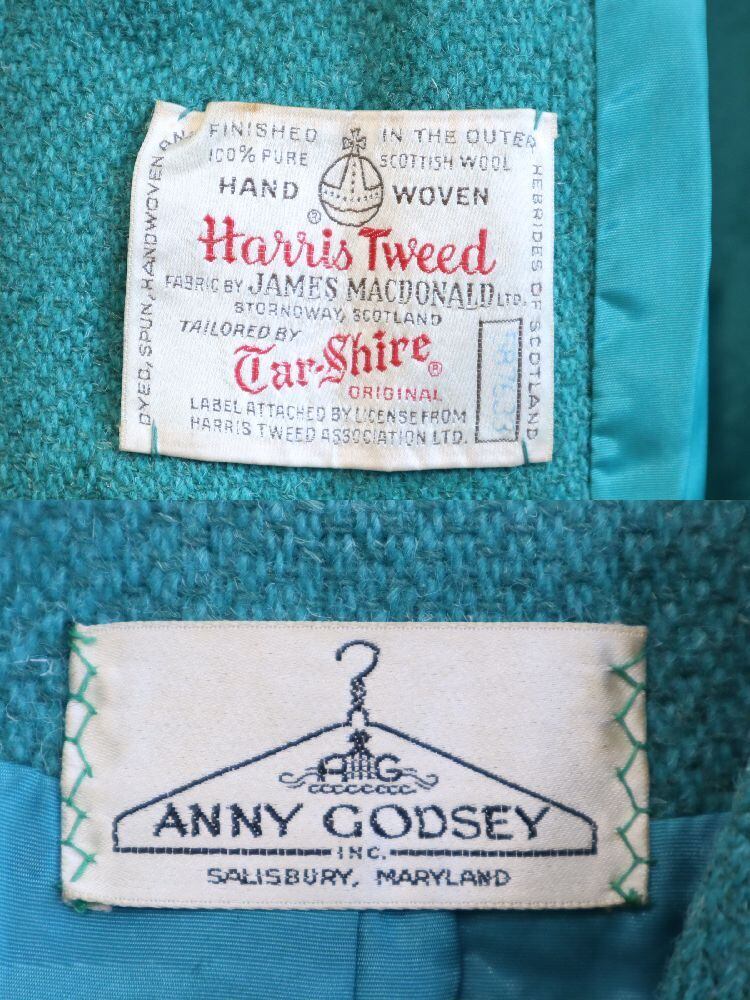 DYED, SPUN, HANDWOVEN AN
FINISHED IN THE OUTER
HEBRIDES OF SCOTLAND
100% PURE SCOTTISH WOOL
HAND WOVEN
®
Harris Tweed
FABRIC BY JAMES MACDONALD LTD.
STORNOWAY, SCOTLAND
TAILORED BY
Tar-Shire®
ORIGINAL
LABEL ATTACHED BY LICENSE FROM
HARRIS TWEED ASSOCIATION LTD.
AG
ANNY GODSEY
INC.
SALISBURY, MARYLAND